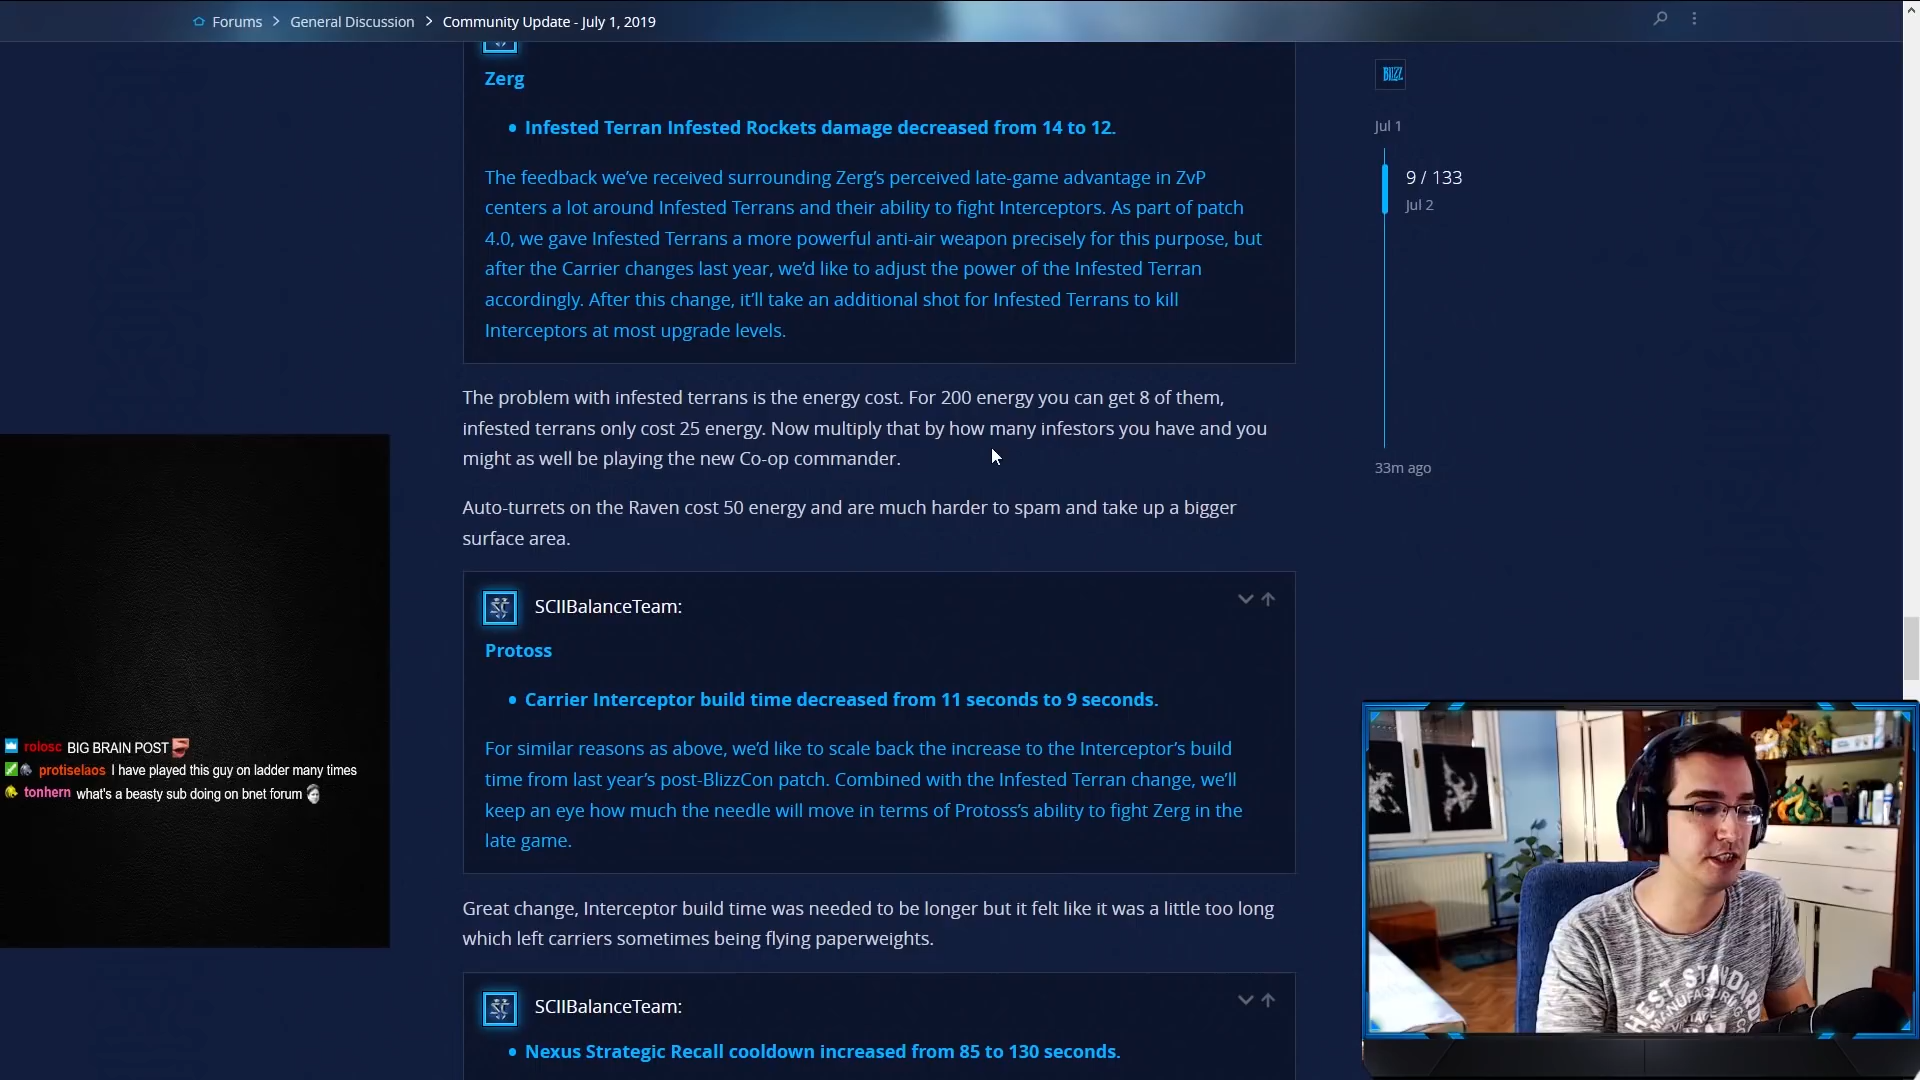 Forums > General Discussion > Community Update - July 1, 2019
Zerg
• Infested Terran Infested Rockets damage decreased from 14 to 12.
The feedback we've received surrounding Zerg's perceived late-game advantage in ZvP
centers a lot around Infested Terrans and their ability to fight Interceptors. As part of patch
4.0, we gave Infested Terrans a more powerful anti-air weapon precisely for this purpose, but
after the Carrier changes last year, we'd like to adjust the power of the Infested Terran
accordingly. After this change, it'll take an additional shot for Infested Terrans to kill
Interceptors at most upgrade levels.
The problem with infested terrans is the energy cost. For 200 energy you can get 8 of them,
infested terrans only cost 25 energy. Now multiply that by how many infestors you have and you
might as well be playing the new Co-op commander.
Auto-turrets on the Raven cost 50 energy and are much harder to spam and take up a bigger
surface area.
SCIIBalanceTeam:
Protoss
• Carrier Interceptor build time decreased from 11 seconds to 9 seconds.
For similar reasons as above, we'd like to scale back the increase to the Interceptor's build
time from last year's post-BlizzCon patch. Combined with the Infested Terran change, we'll
keep an eye how much the needle will move in terms of Protoss's ability to fight Zerg in the
late game.
Great change, Interceptor build time was needed to be longer but it felt like it was a little too long
which left carriers sometimes being flying paperweights.
SCIIBalanceTeam:
• Nexus Strategic Recall cooldown increased from 85 to 130 seconds.
BLIZZ
Jul 1
9 / 133
Jul 2
33m ago
rolosc BIG BRAIN POST
protiselaos I have played this guy on ladder many times
tonhern what's a beasty sub doing on bnet forum